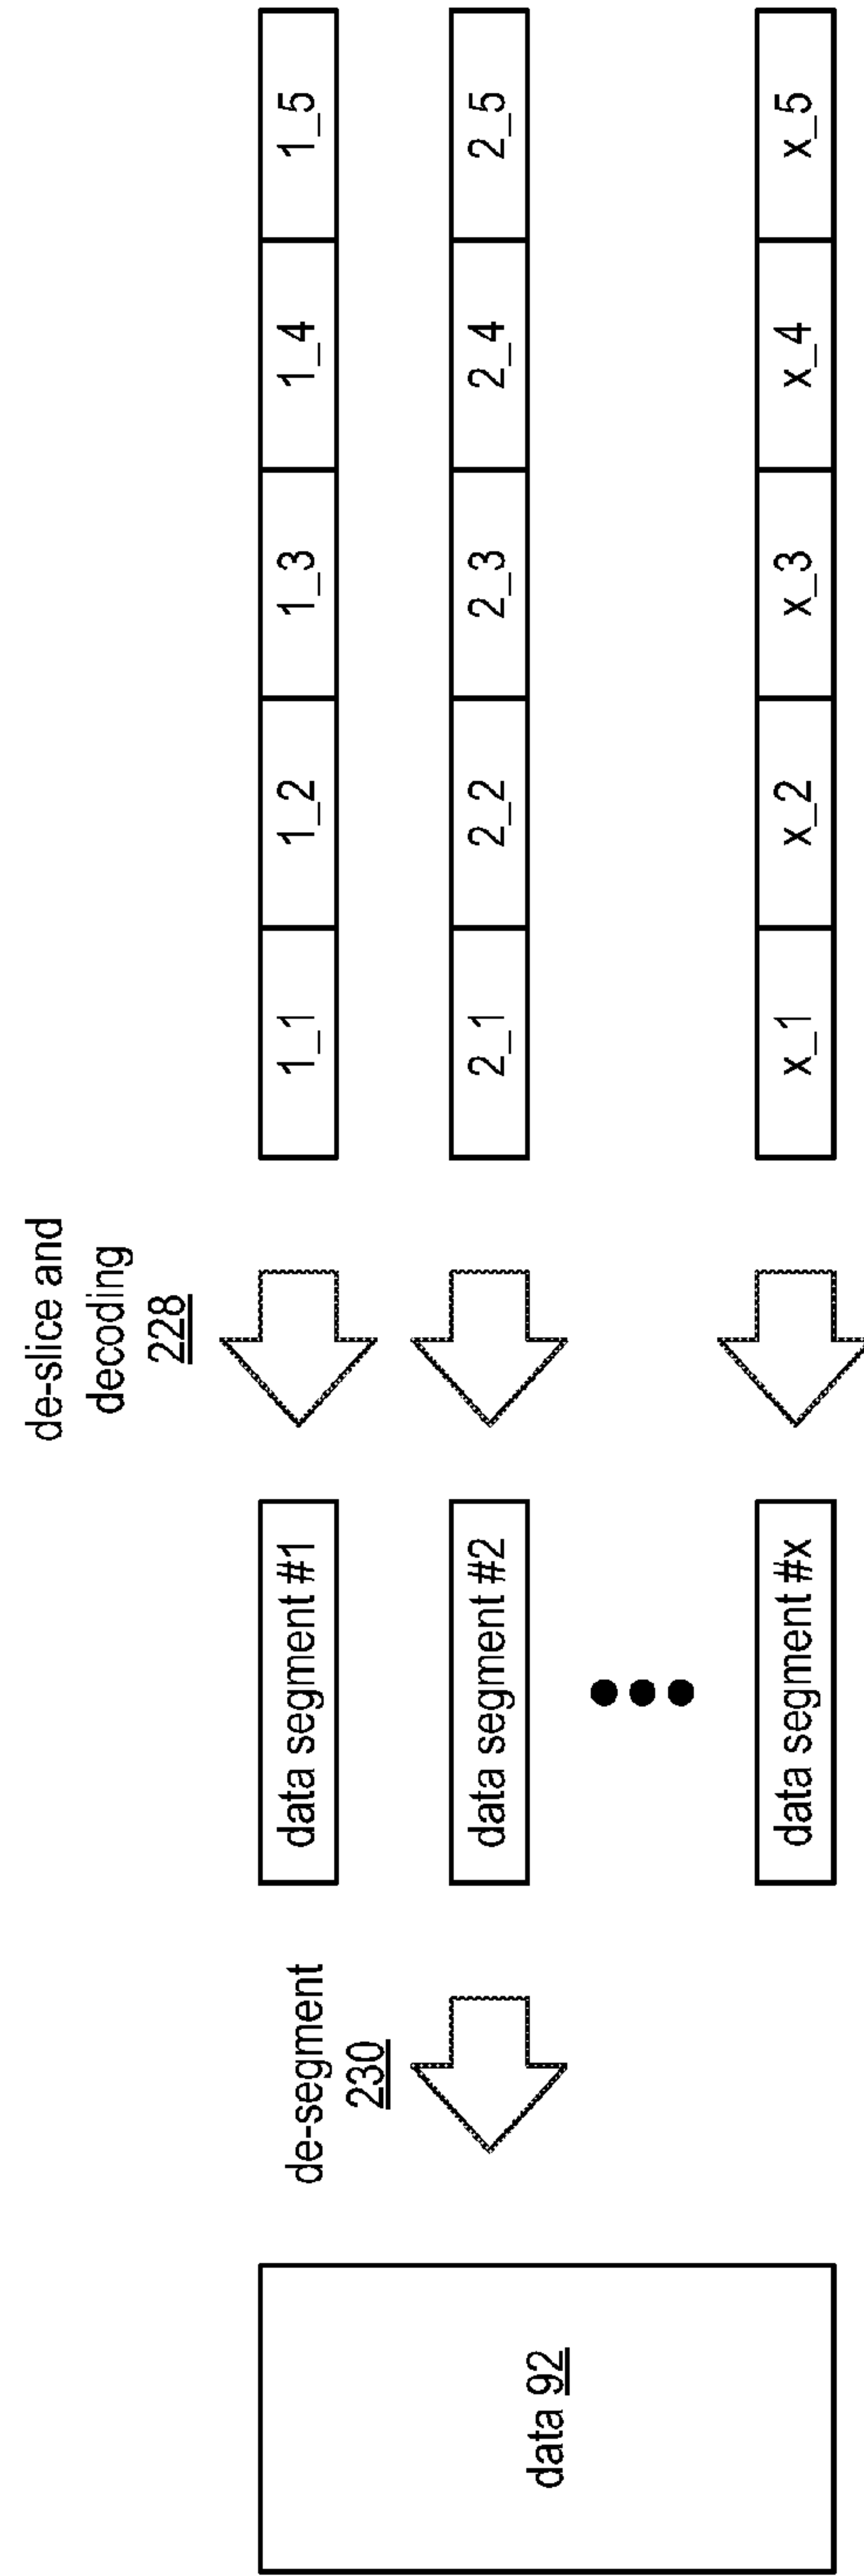 de-slice and
decoding
228
de-segment
230
data 92
data segment #1
1_1
1_2
1_3
1_4
1_5
data segment #2
2_1
2_2
2_3
2_4
2_5
data segment #x
x_1
x_2
x_3
x_4
x_5